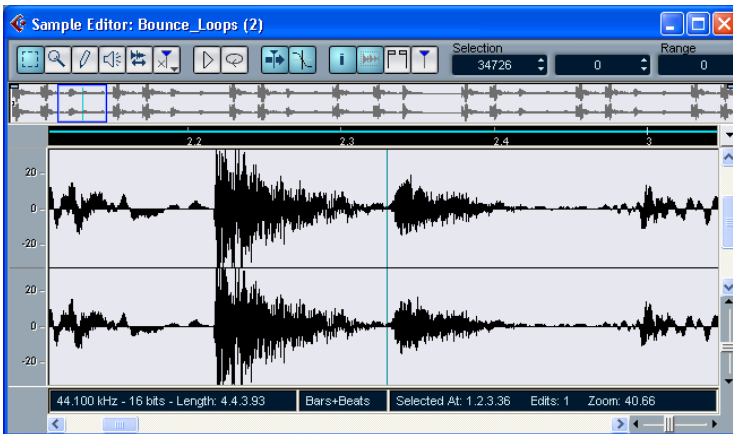 Sample Editor: Bounce_Loops (2)
Selection
Range
34726
0
0
2.2
2.3
2.4
3
20
0
-20
20
0
-20
44.100 kHz - 16 bits - Length: 4.4.3.93
Bars+Beats
Selected At: 1.2.3.36
Edits: 1
Zoom: 40.66